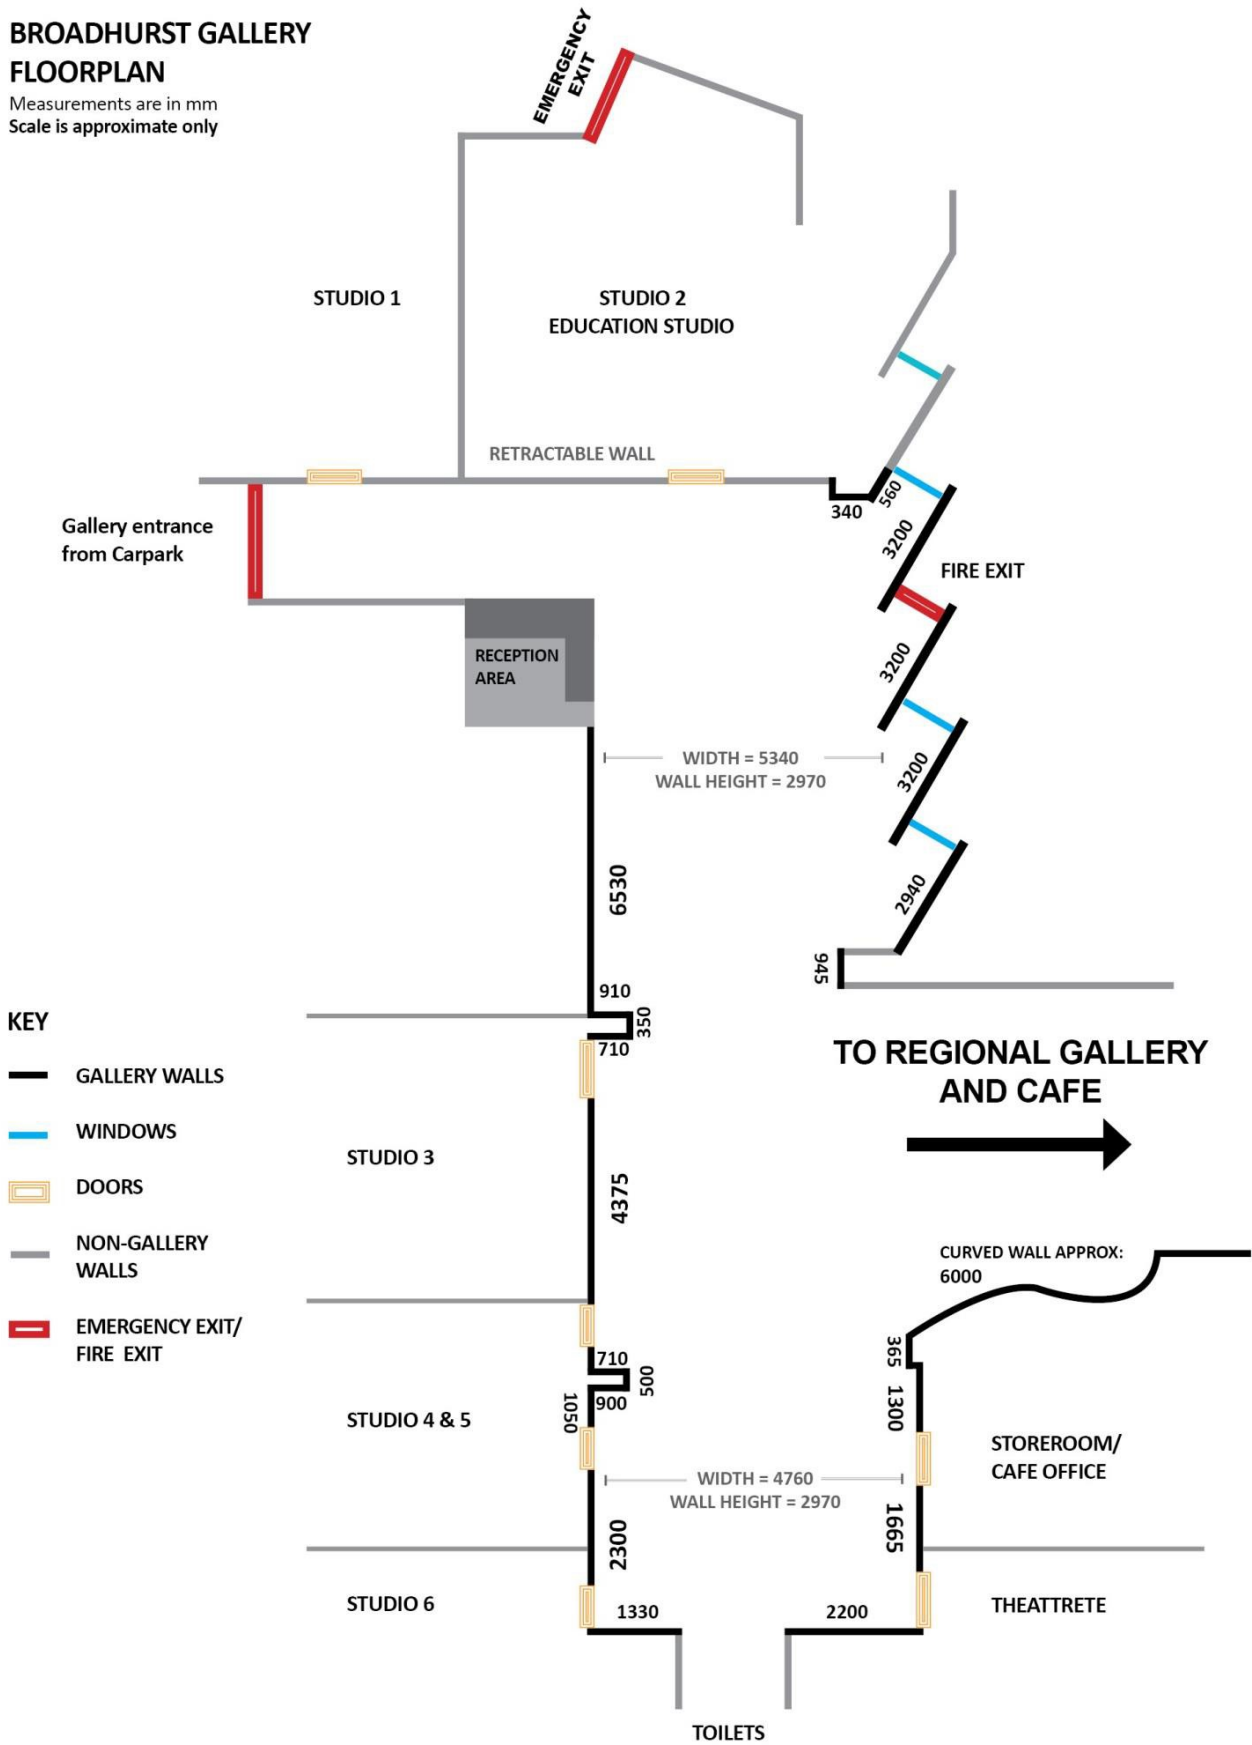 BROADHURST GALLERY
FLOORPLAN
Measurements are in mm
Scale is approximate only
EMERGENCY
EXIT
STUDIO 1
STUDIO 2
EDUCATION STUDIO
RETRACTABLE WALL
340
560
Gallery entrance
from Carpark
3200
FIRE EXIT
RECEPTION
AREA
3200
WIDTH = 5340
WALL HEIGHT = 2970
3200
6530
2940
945
910
350
710
KEY
GALLERY WALLS
WINDOWS
DOORS
NON-GALLERY
WALLS
EMERGENCY EXIT/
FIRE EXIT
TO REGIONAL GALLERY
AND CAFE
STUDIO 3
4375
CURVED WALL APPROX:
6000
710
500
900
1050
365
1300
STUDIO 4 & 5
STOREROOM/
CAFE OFFICE
WIDTH = 4760
WALL HEIGHT = 2970
2300
1665
STUDIO 6
1330
2200
THEATTRETE
TOILETS